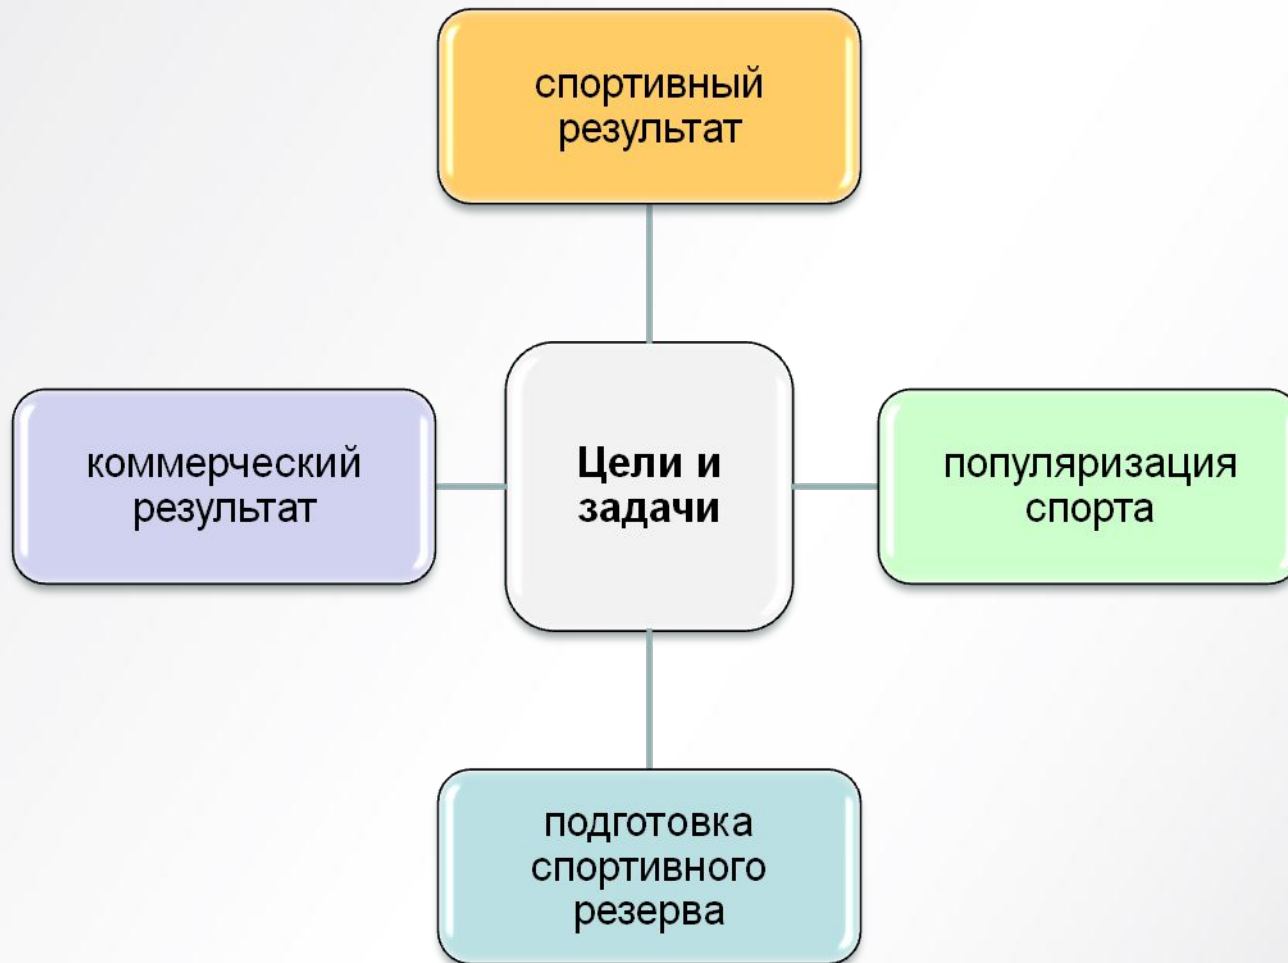 спортивный
результат
коммерческий
результат
Цели и
задачи
популяризация
спорта
подготовка
спортивного
резерва